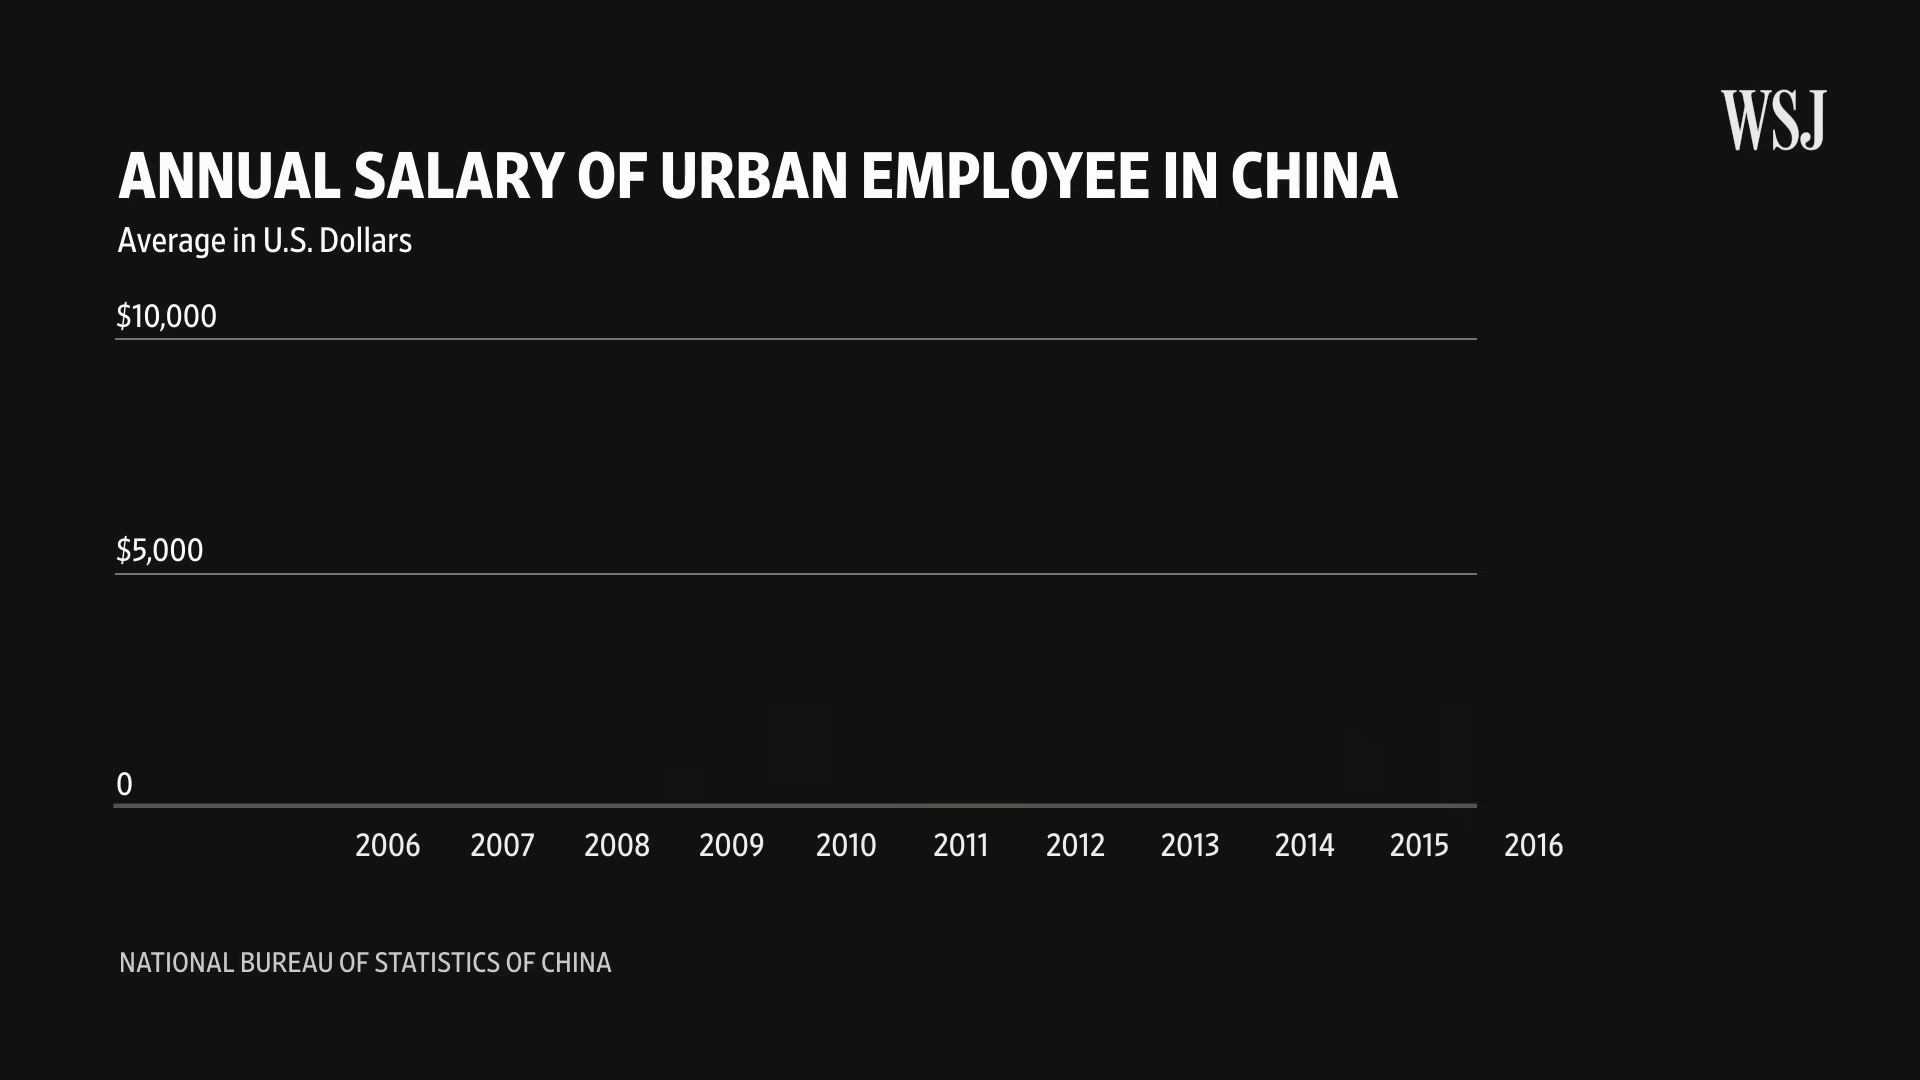 WSJ
ANNUAL SALARY OF URBAN EMPLOYEE IN CHINA
Average in U.S. Dollars
$10,000
$5,000
0
2006 2007 2008 2009 2010 2011 2012 2013 2014 2015 2016
NATIONAL BUREAU OF STATISTICS OF CHINA